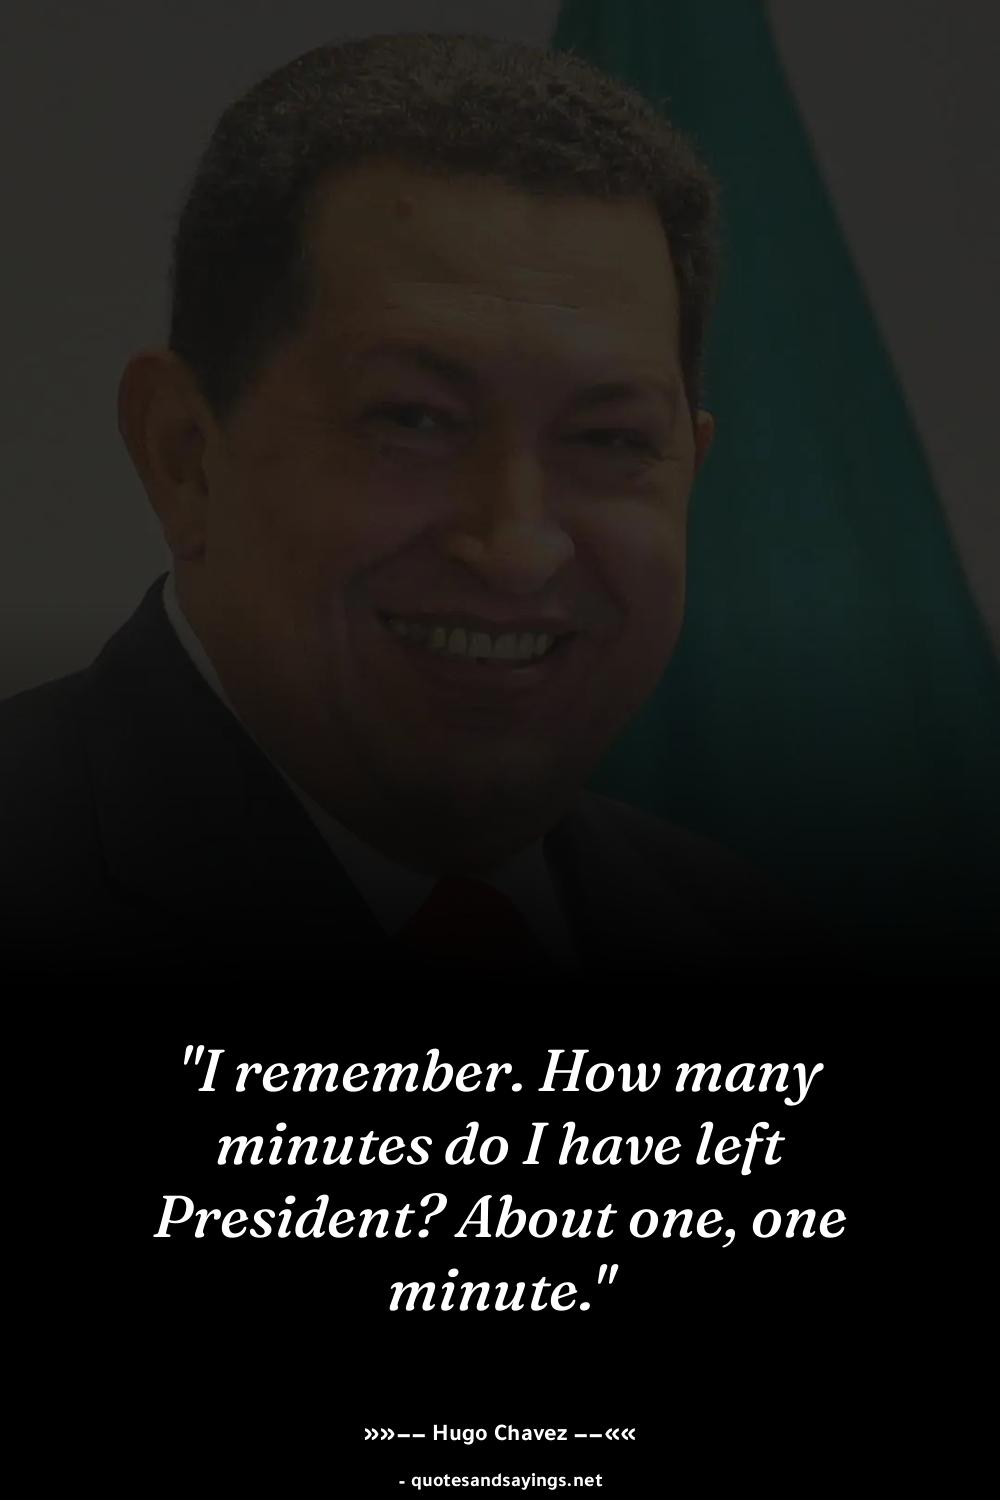 "I remember. How many
minutes do I have left
President? About one, one
minute."
»»−− Hugo Chavez −−««
- quotesandsayings.net